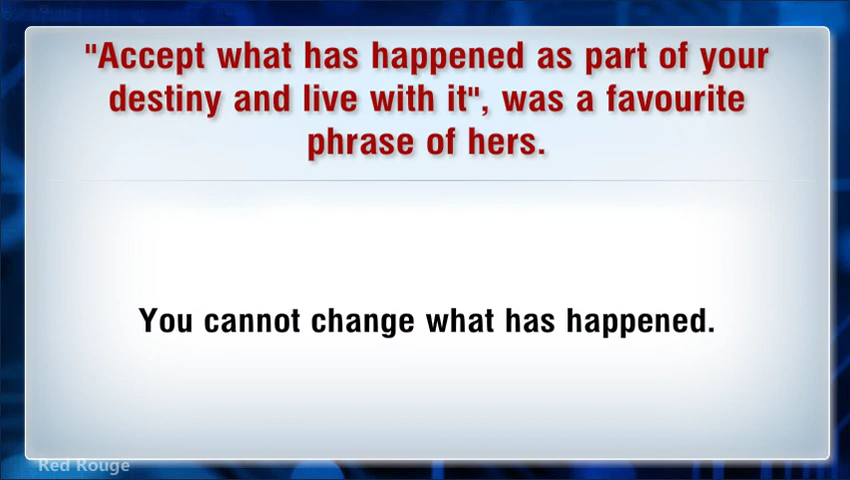 "Accept what has happened as part of your
destiny and live with it", was a favourite
phrase of hers.
You cannot change what has happened.
Red Rouge